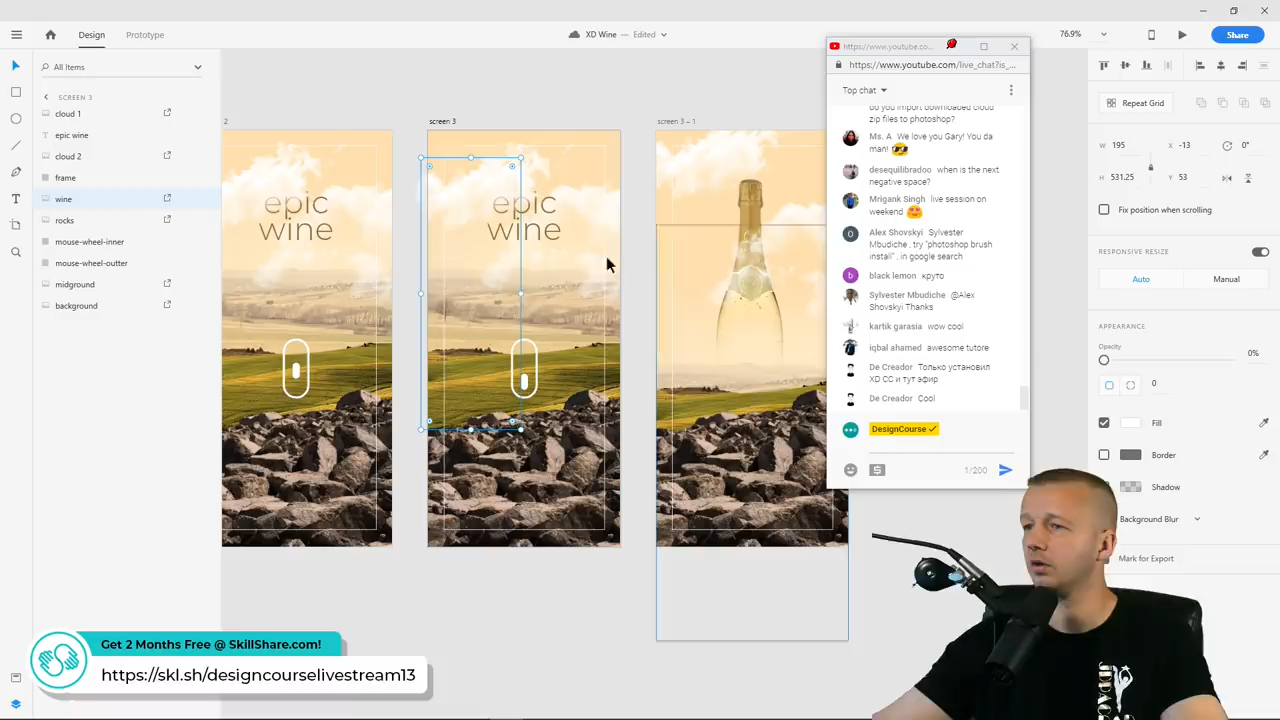 Design
Prototype
XD Wine – Edited
76.9%
Share
All Items
SCREEN 3
cloud 1
epic wine
cloud 2
frame
wine
rocks
mouse-wheel-inner
mouse-wheel-outter
midground
background
2
screen 3
screen 3 – 1
epic
wine
epic
wine
https://www.youtube.co...
https://www.youtube.com/live_chat?is_...
Top chat
do you import downloaded cloud
zip files to photoshop?
Ms. A We love you Gary! You da
man!
desequilibradoo when is the next
negative space?
Mrigank Singh live session on
weekend
Alex Shovskyi Sylvester
Mbudiche , try "photoshop brush
install" , in google search
black lemon круто
Sylvester Mbudiche @Alex
Shovskyi Thanks
kartik garasia wow cool
iqbal ahamed awesome tutore
De Creador Только установил
XD CC и тут эфир
De Creador Cool
DesignCourse
1/200
Repeat Grid
W 195 X -13 0°
H 531.25 Y 53
Fix position when scrolling
RESPONSIVE RESIZE
Auto
Manual
APPEARANCE
Opacity
0%
0
Fill
Border
Shadow
Background Blur
Mark for Export
Get 2 Months Free @ SkillShare.com!
https://skl.sh/designcourselivestream13